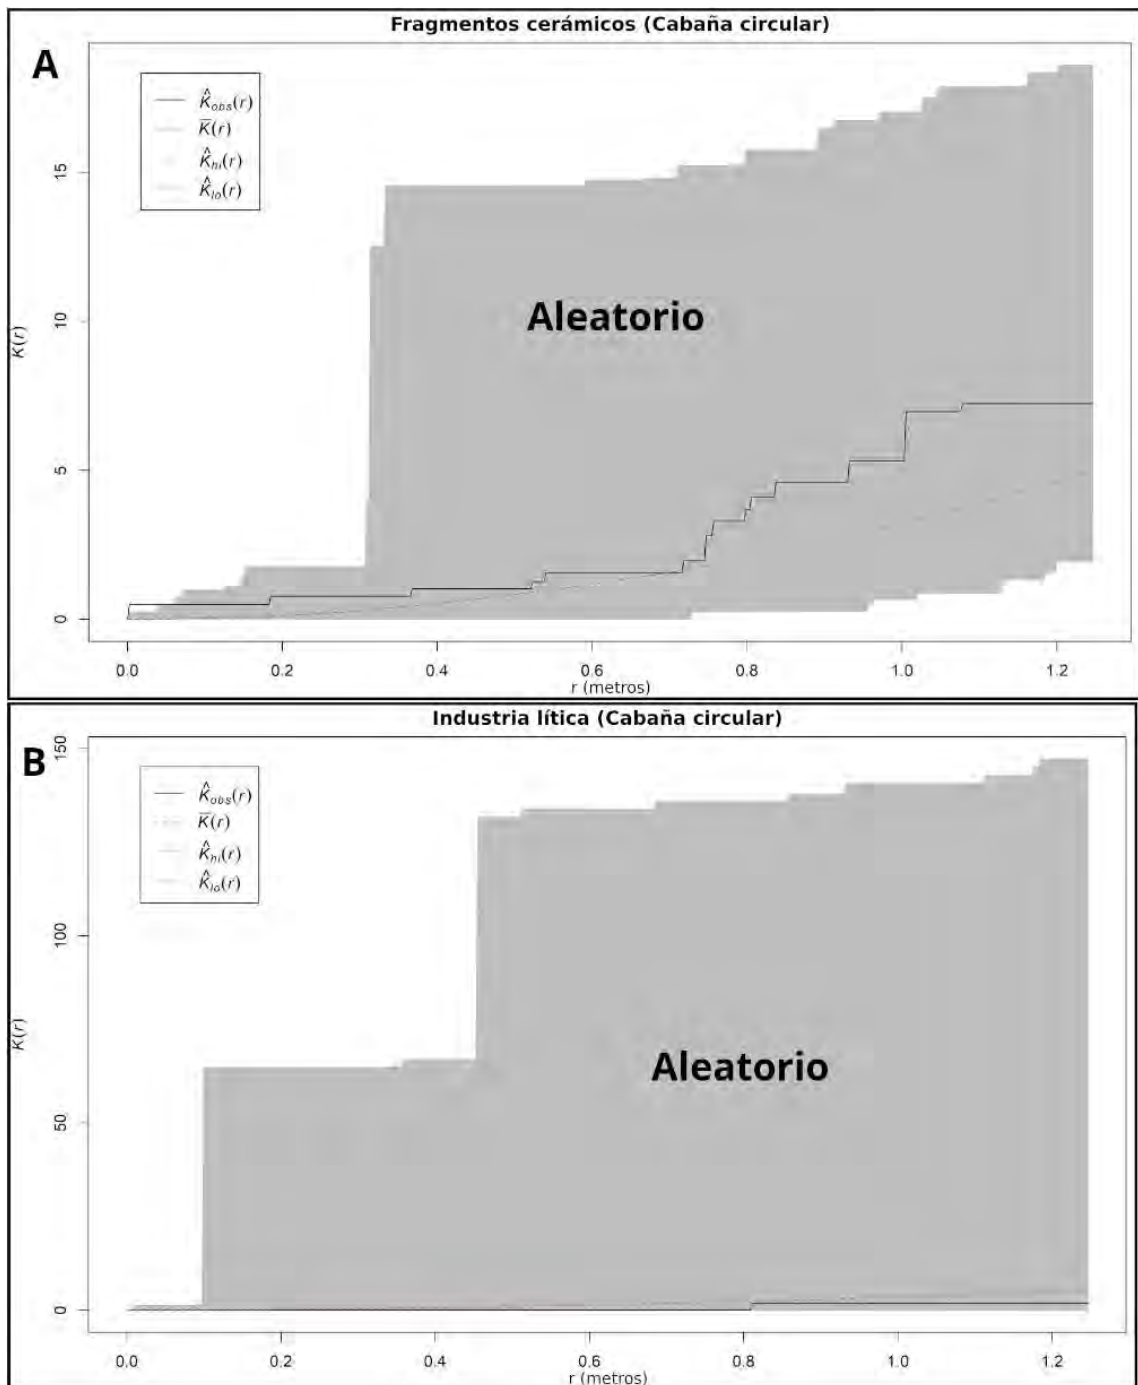 Fragmentos cerámicos (Cabaña circular)
A
K̂obs(r)
K̄(r)
K̂hi(r)
K̂lo(r)
15
10
5
0
K(r)
Aleatorio
0.0 0.2 0.4 0.6 0.8 1.0 1.2
r (metros)
Industria lítica (Cabaña circular)
B
K̂obs(r)
K̄(r)
K̂hi(r)
K̂lo(r)
150
100
50
0
K(r)
Aleatorio
0.0 0.2 0.4 0.6 0.8 1.0 1.2
r (metros)